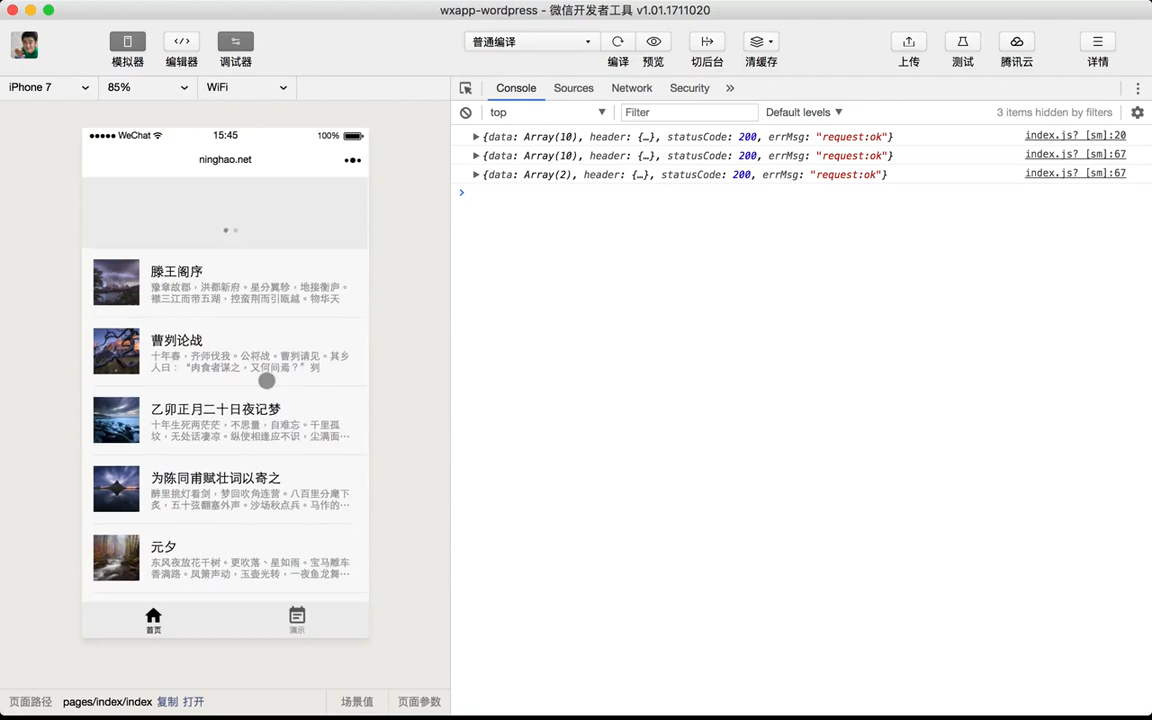 wxapp-wordpress - 微信开发者工具 v1.01.1711020
模拟器
编辑器
调试器
普通编译
编译
预览
切后台
清缓存
上传
测试
腾讯云
详情
iPhone 7
85%
WiFi
Console
Sources
Network
Security
top
Filter
Default levels
3 items hidden by filters
{data: Array(10), header: {…}, statusCode: 200, errMsg: "request:ok"}
index.js? [sm]:20
{data: Array(10), header: {…}, statusCode: 200, errMsg: "request:ok"}
index.js? [sm]:67
{data: Array(2), header: {…}, statusCode: 200, errMsg: "request:ok"}
index.js? [sm]:67
WeChat
15:45
100%
ninghao.net
滕王阁序
豫章故郡，洪都新府。星分翼轸，地接衡庐。
襟三江而带五湖，控蛮荆而引瓯越。物华天
曹刿论战
十年春，齐师伐我。公将战。曹刿请见。其乡
人曰：“肉食者谋之，又何间焉？”刿
乙卯正月二十日夜记梦
十年生死两茫茫，不思量，自难忘。千里孤
坟，无处话凄凉。纵使相逢应不识，尘满面…
为陈同甫赋壮词以寄之
醉里挑灯看剑，梦回吹角连营。八百里分麾下
炙，五十弦翻塞外声。沙场秋点兵。马作的…
元夕
东风夜放花千树。更吹落、星如雨。宝马雕车
香满路。凤箫声动，玉壶光转，一夜鱼龙舞…
首页
演示
页面路径
pages/index/index
复制
打开
场景值
页面参数